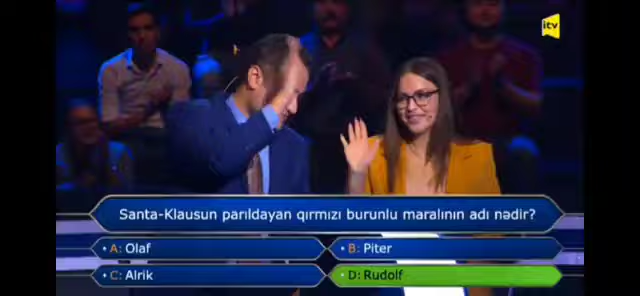 itv
Santa-Klausun parıldayan qırmızı burunlu maralının adı nədir?
A: Olaf
B: Piter
C: Alrik
D: Rudolf